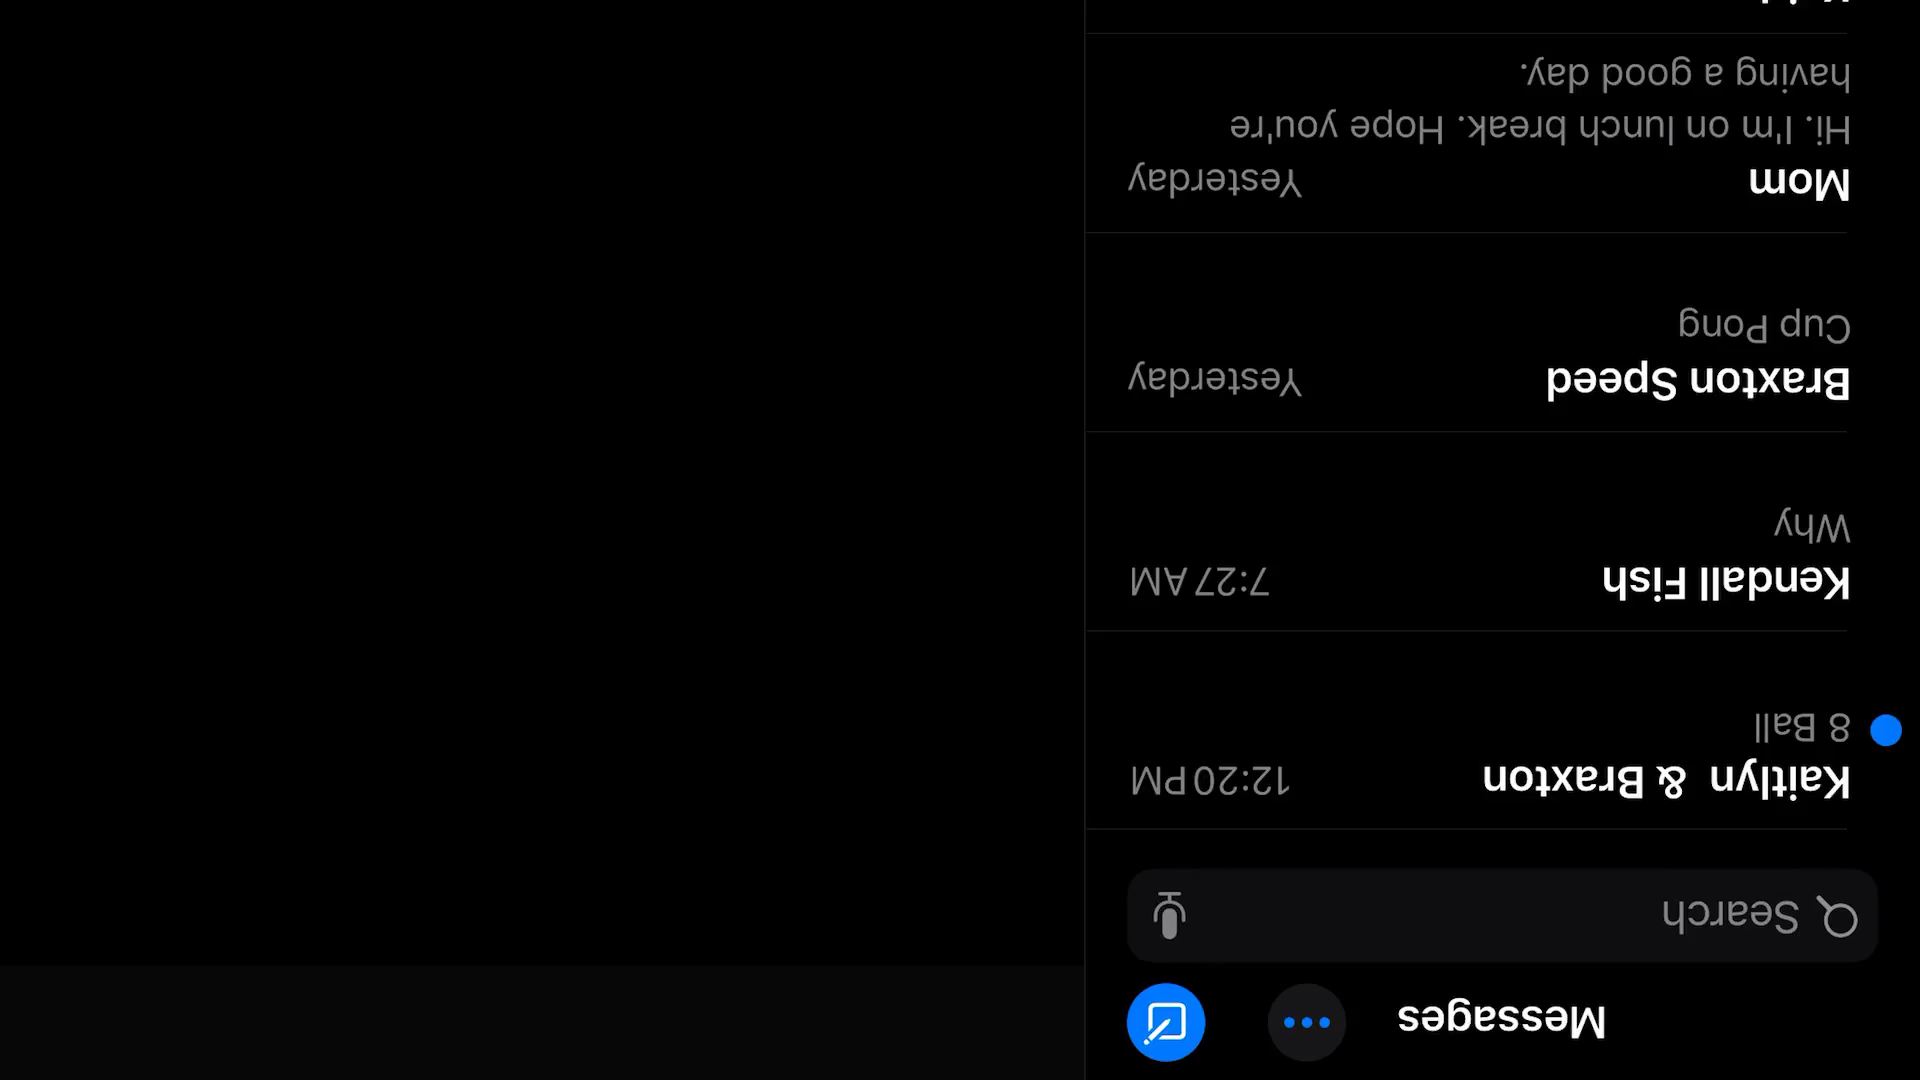 Messages
Search
Kaitlyn & Braxton
12:20 PM
8 Ball
Kendall Fish
7:27 AM
Why
Braxton Speed
Yesterday
Cup Pong
Mom
Yesterday
Hi. I'm on lunch break. Hope you're
having a good day.